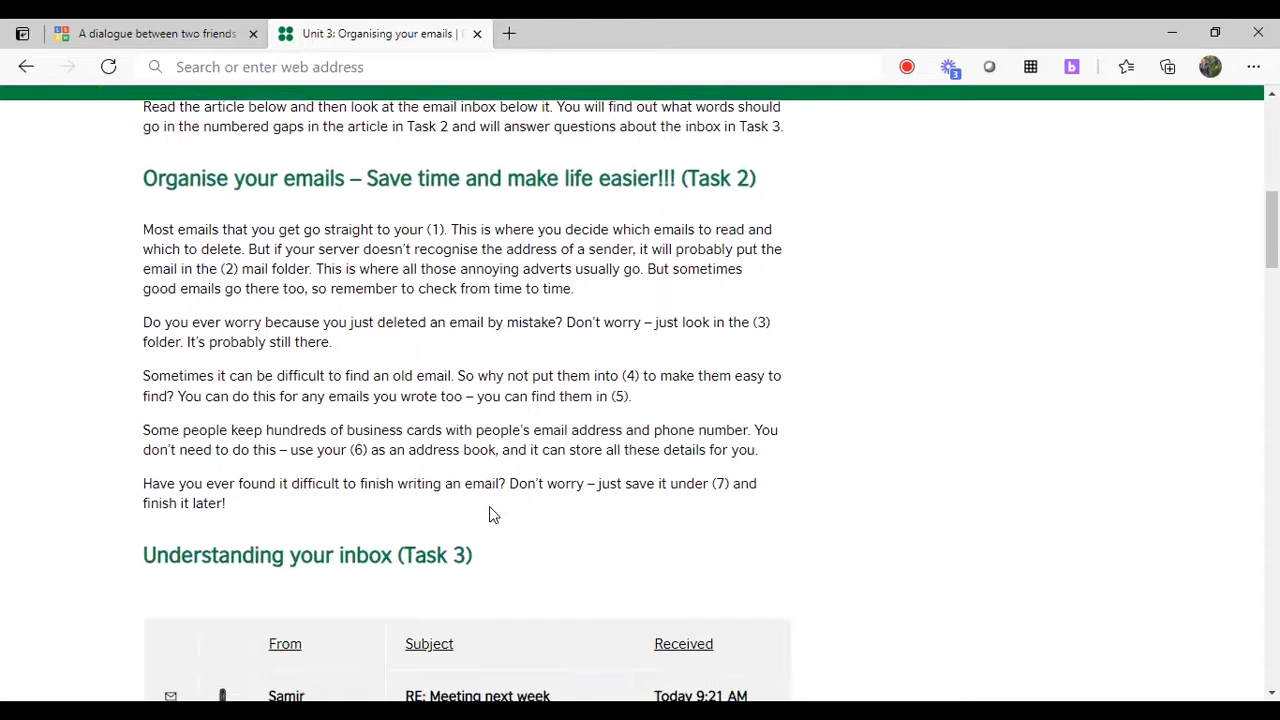 A dialogue between two friends
Unit 3: Organising your emails |
Search or enter web address
3
b
Read the article below and then look at the email inbox below it. You will find out what words should
go in the numbered gaps in the article in Task 2 and will answer questions about the inbox in Task 3.
Organise your emails – Save time and make life easier!!! (Task 2)
Most emails that you get go straight to your (1). This is where you decide which emails to read and
which to delete. But if your server doesn’t recognise the address of a sender, it will probably put the
email in the (2) mail folder. This is where all those annoying adverts usually go. But sometimes
good emails go there too, so remember to check from time to time.
Do you ever worry because you just deleted an email by mistake? Don’t worry – just look in the (3)
folder. It’s probably still there.
Sometimes it can be difficult to find an old email. So why not put them into (4) to make them easy to
find? You can do this for any emails you wrote too – you can find them in (5).
Some people keep hundreds of business cards with people’s email address and phone number. You
don’t need to do this – use your (6) as an address book, and it can store all these details for you.
Have you ever found it difficult to finish writing an email? Don’t worry – just save it under (7) and
finish it later!
Understanding your inbox (Task 3)
From Subject Received
Samir RE: Meeting next week Today 9:21 AM